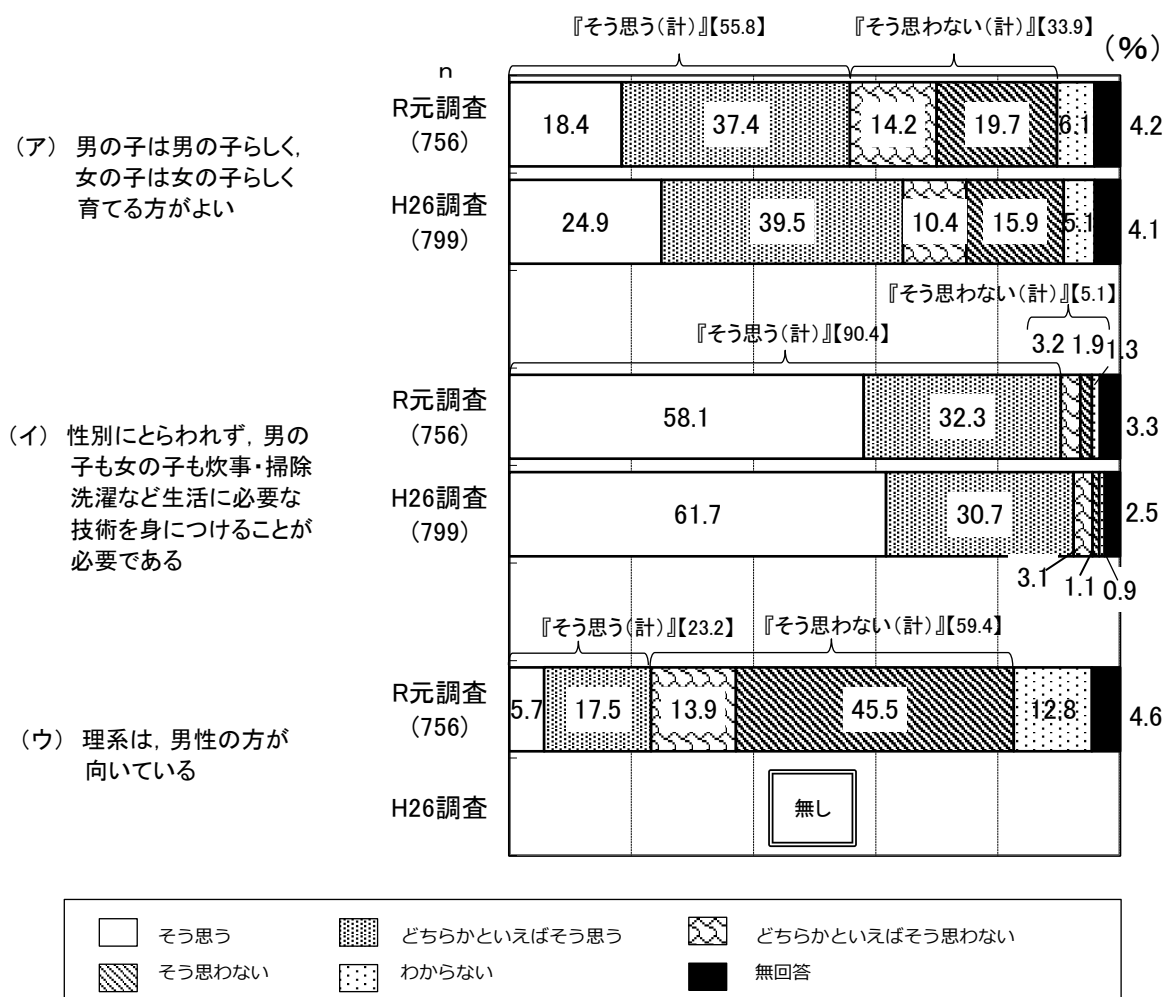 『そう思う(計)』【55.8】 『そう思わない(計)』【33.9】 (%)
n
(ア) 男の子は男の子らしく,
女の子は女の子らしく
育てる方がよい
R元調査
(756)
18.4 37.4 14.2 19.7 6.1 4.2
H26調査
(799)
24.9 39.5 10.4 15.9 5.1 4.1
『そう思わない(計)』【5.1】
『そう思う(計)』【90.4】 3.2 1.9 1.3
(イ) 性別にとらわれず, 男の
子も女の子も炊事・掃除
洗濯など生活に必要な
技術を身につけることが
必要である
R元調査
(756)
58.1 32.3 3.3
H26調査
(799)
61.7 30.7 2.5
3.1 1.1 0.9
『そう思う(計)』【23.2】 『そう思わない(計)』【59.4】
(ウ) 理系は, 男性の方が
向いている
R元調査
(756)
5.7 17.5 13.9 45.5 12.8 4.6
H26調査
無し
そう思う どちらかといえばそう思う どちらかといえばそう思わない
そう思わない わからない 無回答